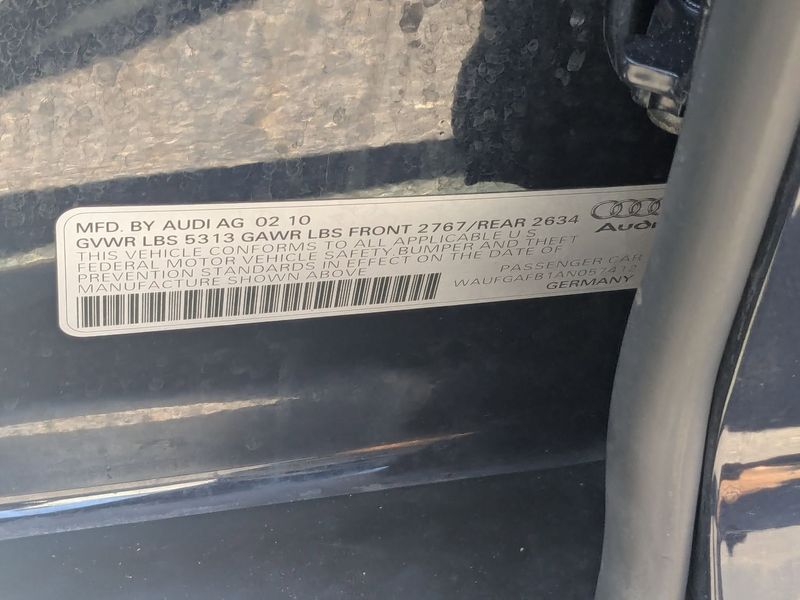 MFD. BY AUDI AG 02 10
GVWR LBS 5313 GAWR LBS FRONT 2767/REAR 2634
THIS VEHICLE CONFORMS TO ALL APPLICABLE U S
FEDERAL MOTOR VEHICLE SAFETY,BUMPER AND THEFT
PREVENTION STANDARDS IN EFFECT ON THE DATE OF
MANUFACTURE SHOWN ABOVE
Audi
PASSENGER CAR
WAUFGAFB1AN057412
GERMANY